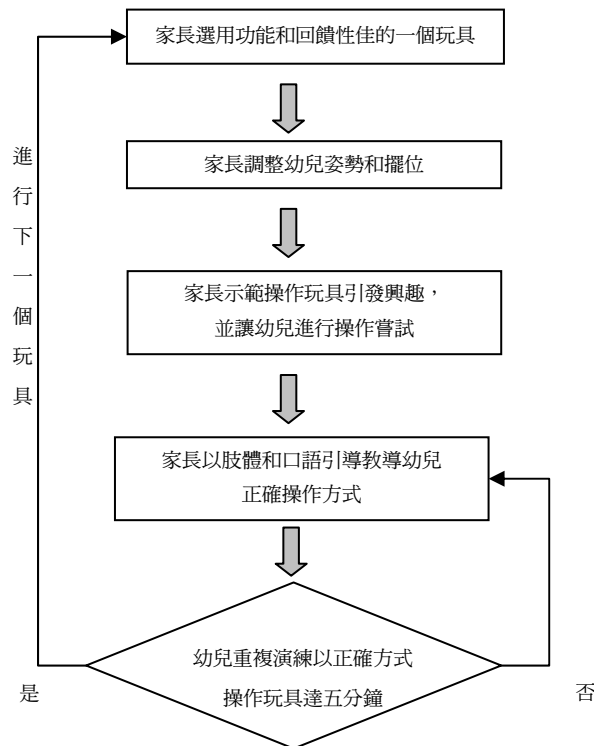 家長選用功能和回饋性佳的一個玩具
家長調整幼兒姿勢和擺位
進行下一個玩具
家長示範操作玩具引發興趣，
並讓幼兒進行操作嘗試
家長以肢體和口語引導教導幼兒
正確操作方式
幼兒重複演練以正確方式
操作玩具達五分鐘
是
否